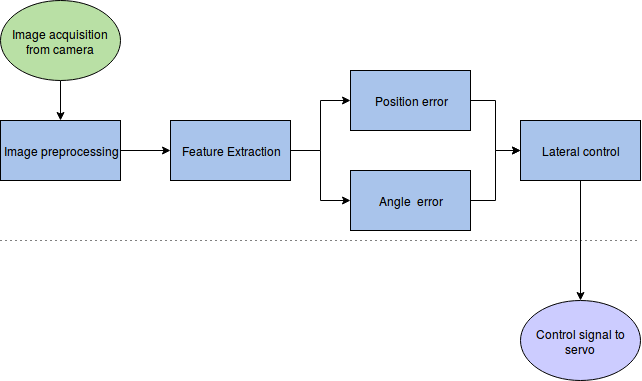 Image acquisition
from camera
Image preprocessing
Feature Extraction
Position error
Angle error
Lateral control
Control signal to
servo